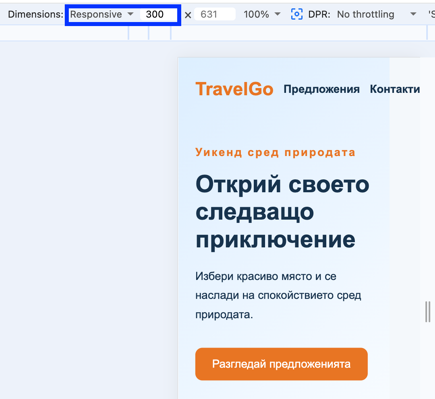 Dimensions: Responsive 300 × 631 100% DPR: No throttling 'S
TravelGo Предложения Контакти
Уикенд сред природата
Открий своето
следващо
приключение
Избери красиво място и се
наслади на спокойствието сред
природата.
Разгледай предложенията